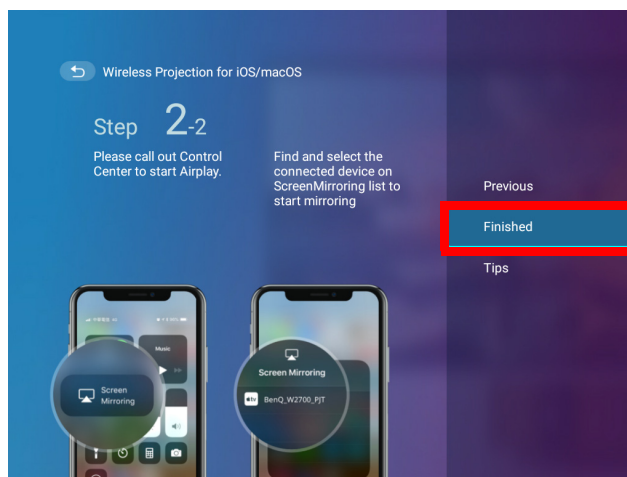 Wireless Projection for iOS/macOS
Step 2-2
Please call out Control
Center to start Airplay.
Find and select the
connected device on
ScreenMirroring list to
start mirroring
Previous
Finished
Tips
Music
Screen
Mirroring
Screen Mirroring
tv
BenQ_W2700_PJT